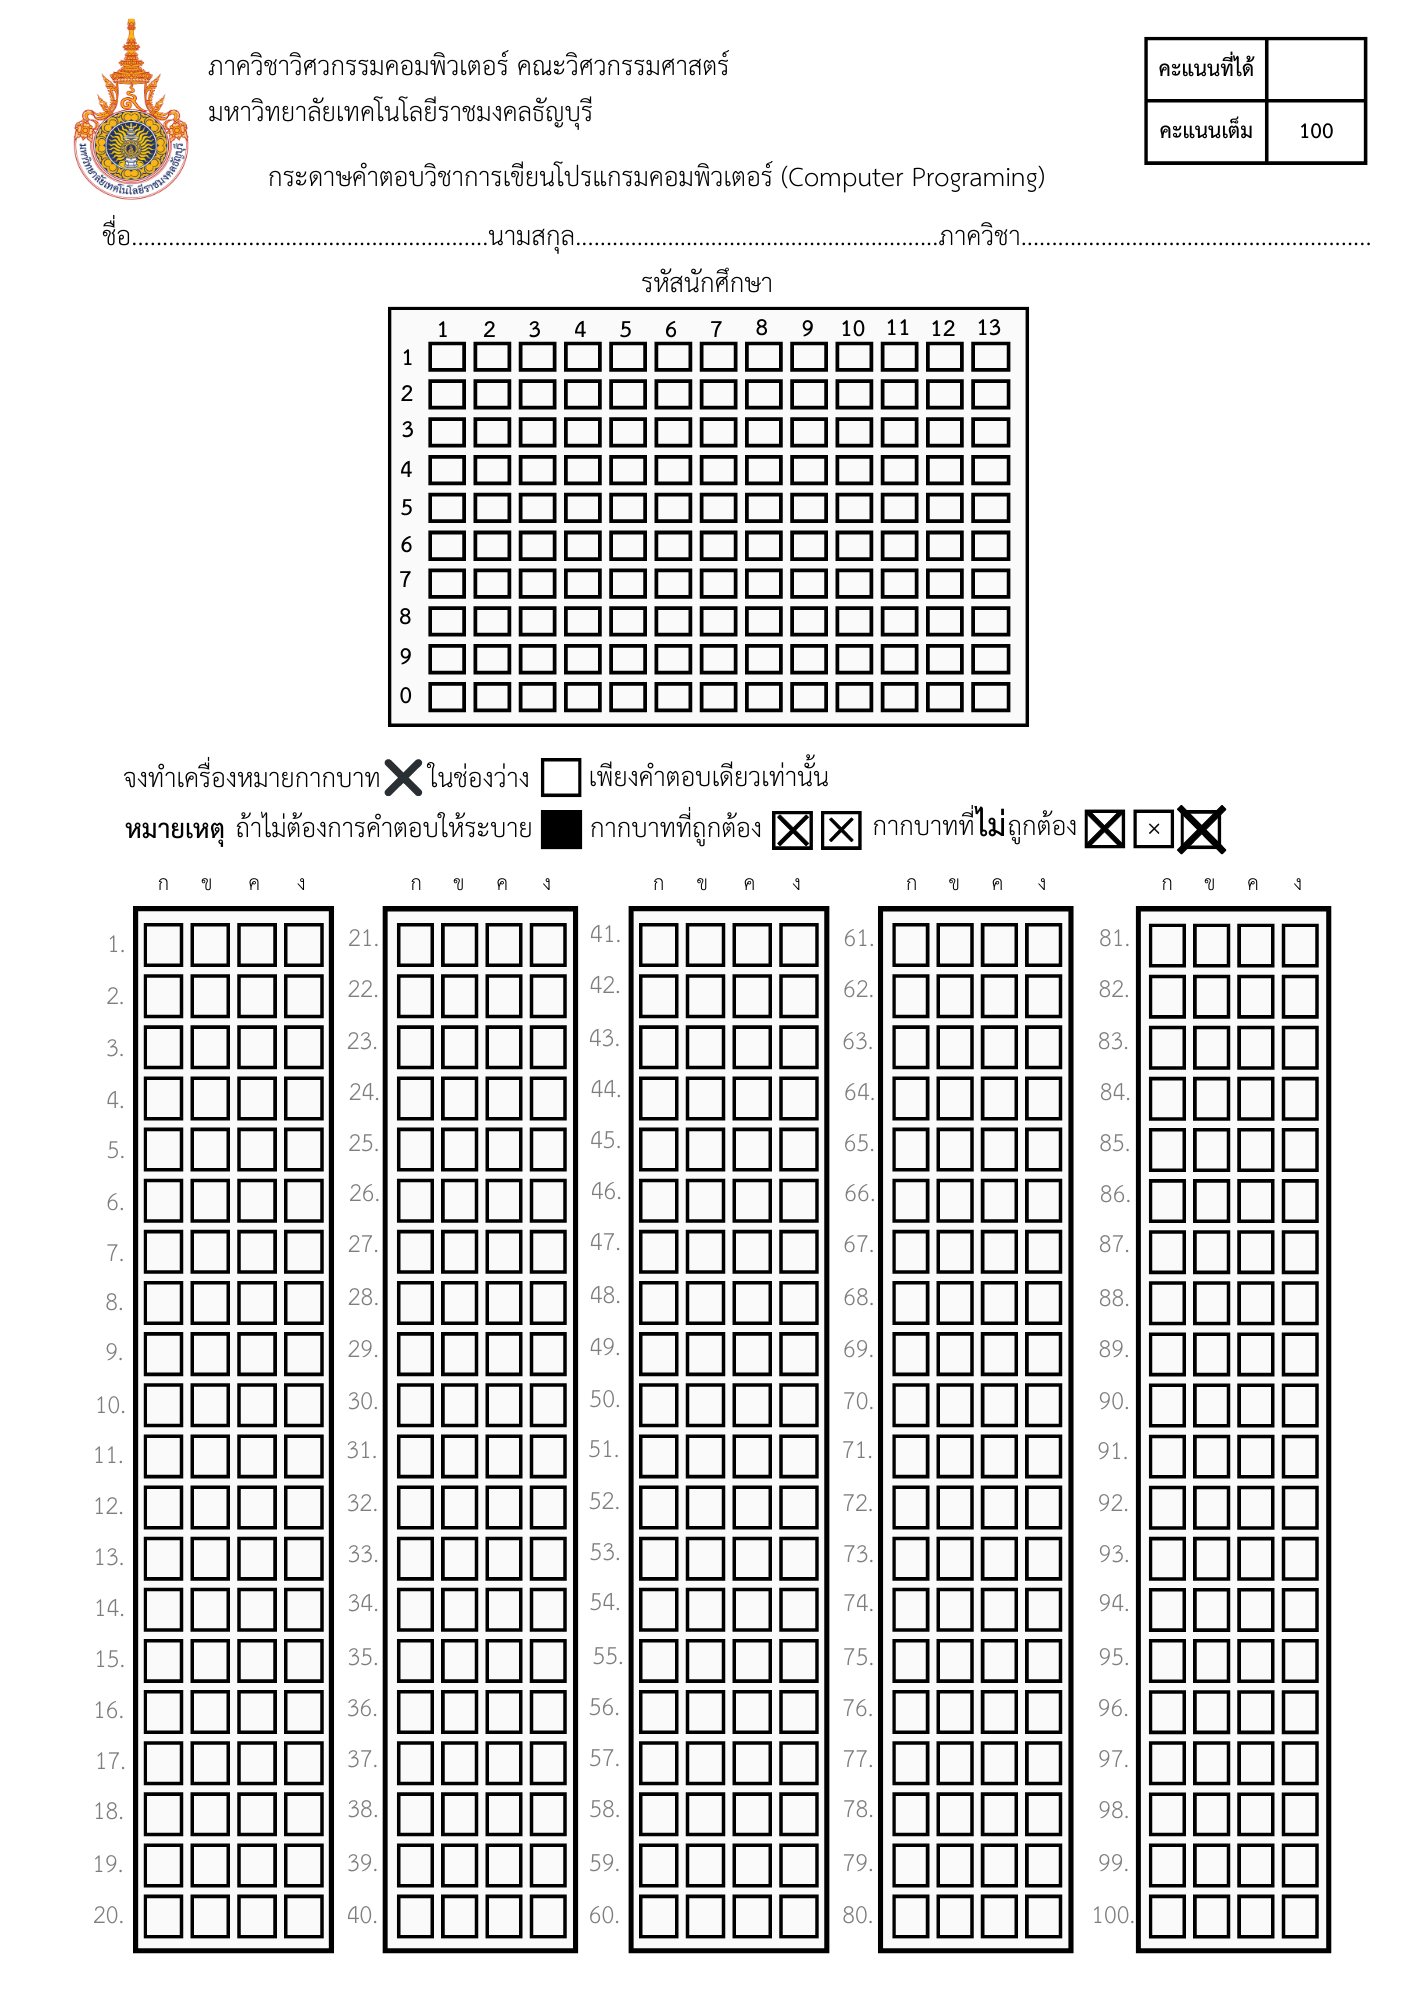 ภาควิชาวิศวกรรมคอมพิวเตอร์ คณะวิศวกรรมศาสตร์
มหาวิทยาลัยเทคโนโลยีราชมงคลธัญบุรี
คะแนนที่ได้
คะแนนเต็ม 100
มหาวิทยาลัยเทคโนโลยีราชมงคลธัญบุรี
กระดาษคำตอบวิชาการเขียนโปรแกรมคอมพิวเตอร์ (Computer Programing)
ชื่อ..........................................................นามสกุล...........................................................ภาควิชา.........................................................
รหัสนักศึกษา
1 2 3 4 5 6 7 8 9 10 11 12 13
1
2
3
4
5
6
7
8
9
0
จงทำเครื่องหมายกากบาท ในช่องว่าง เพียงคำตอบเดียวเท่านั้น
หมายเหตุ ถ้าไม่ต้องการคำตอบให้ระบาย กากบาทที่ถูกต้อง กากบาทที่ไม่ถูกต้อง
ก ข ค ง ก ข ค ง ก ข ค ง ก ข ค ง ก ข ค ง
1. 21. 41. 61. 81.
2. 22. 42. 62. 82.
3. 23. 43. 63. 83.
4. 24. 44. 64. 84.
5. 25. 45. 65. 85.
6. 26. 46. 66. 86.
7. 27. 47. 67. 87.
8. 28. 48. 68. 88.
9. 29. 49. 69. 89.
10. 30. 50. 70. 90.
11. 31. 51. 71. 91.
12. 32. 52. 72. 92.
13. 33. 53. 73. 93.
14. 34. 54. 74. 94.
15. 35. 55. 75. 95.
16. 36. 56. 76. 96.
17. 37. 57. 77. 97.
18. 38. 58. 78. 98.
19. 39. 59. 79. 99.
20. 40. 60. 80. 100.